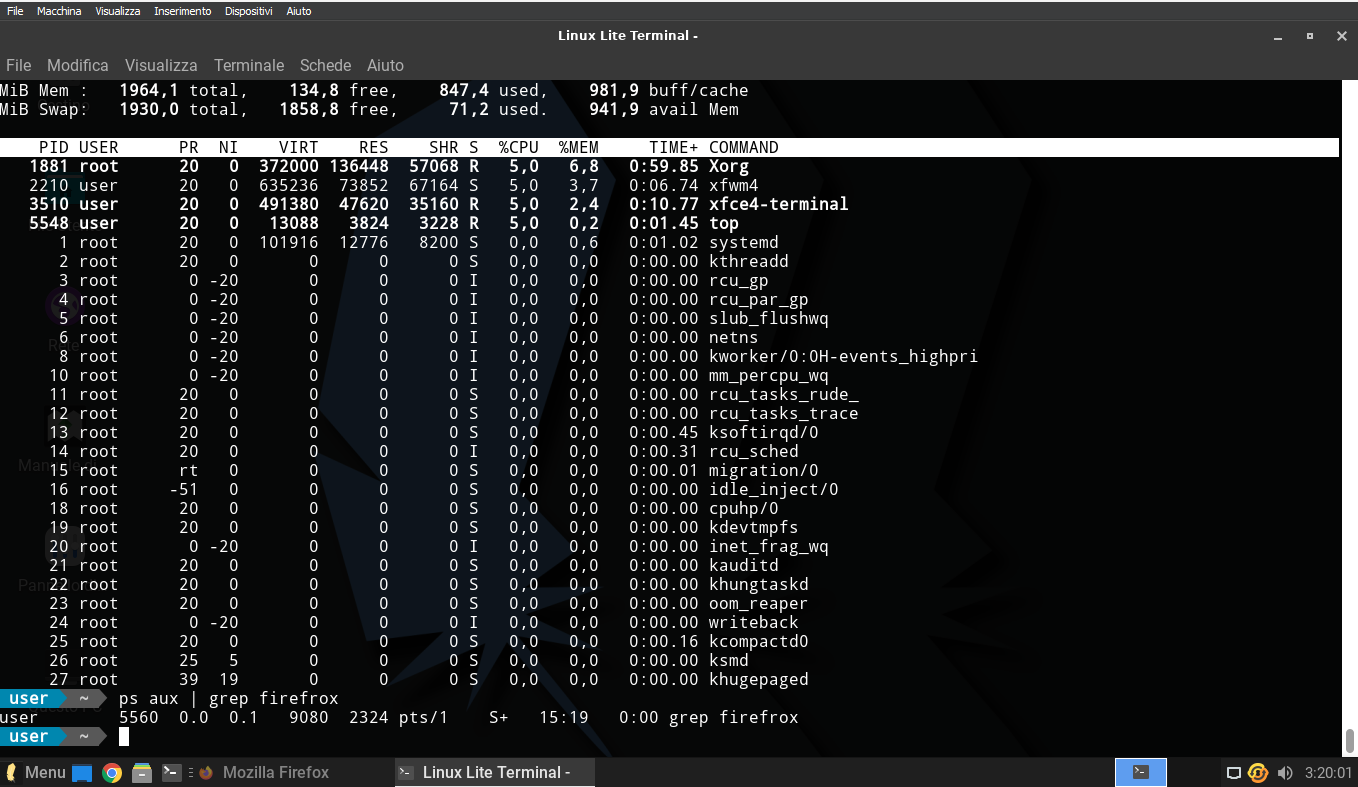 File Macchina Visualizza Inserimento Dispositivi Aiuto
Linux Lite Terminal -
File Modifica Visualizza Terminale Schede Aiuto
MiB Mem : 1964,1 total, 134,8 free, 847,4 used, 981,9 buff/cache
MiB Swap: 1930,0 total, 1858,8 free, 71,2 used. 941,9 avail Mem
PID USER PR NI VIRT RES SHR S %CPU %MEM TIME+ COMMAND
1881 root 20 0 372000 136448 57068 R 5,0 6,8 0:59.85 Xorg
2210 user 20 0 635236 73852 67164 S 5,0 3,7 0:06.74 xfwm4
3510 user 20 0 491380 47620 35160 R 5,0 2,4 0:10.77 xfce4-terminal
5548 user 20 0 13088 3824 3228 R 5,0 0,2 0:01.45 top
1 root 20 0 101916 12776 8200 S 0,0 0,6 0:01.02 systemd
2 root 20 0 0 0 0 S 0,0 0,0 0:00.00 kthreadd
3 root 0 -20 0 0 0 I 0,0 0,0 0:00.00 rcu_gp
4 root 0 -20 0 0 0 I 0,0 0,0 0:00.00 rcu_par_gp
5 root 0 -20 0 0 0 I 0,0 0,0 0:00.00 slub_flushwq
6 root 0 -20 0 0 0 I 0,0 0,0 0:00.00 netns
8 root 0 -20 0 0 0 I 0,0 0,0 0:00.00 kworker/0:0H-events_highpri
10 root 0 -20 0 0 0 I 0,0 0,0 0:00.00 mm_percpu_wq
11 root 20 0 0 0 0 S 0,0 0,0 0:00.00 rcu_tasks_rude_
12 root 20 0 0 0 0 S 0,0 0,0 0:00.00 rcu_tasks_trace
13 root 20 0 0 0 0 S 0,0 0,0 0:00.45 ksoftirqd/0
14 root 20 0 0 0 0 I 0,0 0,0 0:00.31 rcu_sched
15 root rt 0 0 0 0 S 0,0 0,0 0:00.01 migration/0
16 root -51 0 0 0 0 S 0,0 0,0 0:00.00 idle_inject/0
18 root 20 0 0 0 0 S 0,0 0,0 0:00.00 cpuhp/0
19 root 20 0 0 0 0 S 0,0 0,0 0:00.00 kdevtmpfs
20 root 0 -20 0 0 0 I 0,0 0,0 0:00.00 inet_frag_wq
21 root 20 0 0 0 0 S 0,0 0,0 0:00.00 kauditd
22 root 20 0 0 0 0 S 0,0 0,0 0:00.00 khungtaskd
23 root 20 0 0 0 0 S 0,0 0,0 0:00.00 oom_reaper
24 root 0 -20 0 0 0 I 0,0 0,0 0:00.00 writeback
25 root 20 0 0 0 0 S 0,0 0,0 0:00.16 kcompactd0
26 root 25 5 0 0 0 S 0,0 0,0 0:00.00 ksmd
27 root 39 19 0 0 0 S 0,0 0,0 0:00.00 khugepaged
user ~ ps aux | grep firefrox
user 5560 0.0 0.1 9080 2324 pts/1 S+ 15:19 0:00 grep firefrox
user ~
Menu Mozilla Firefox Linux Lite Terminal - 3:20:01